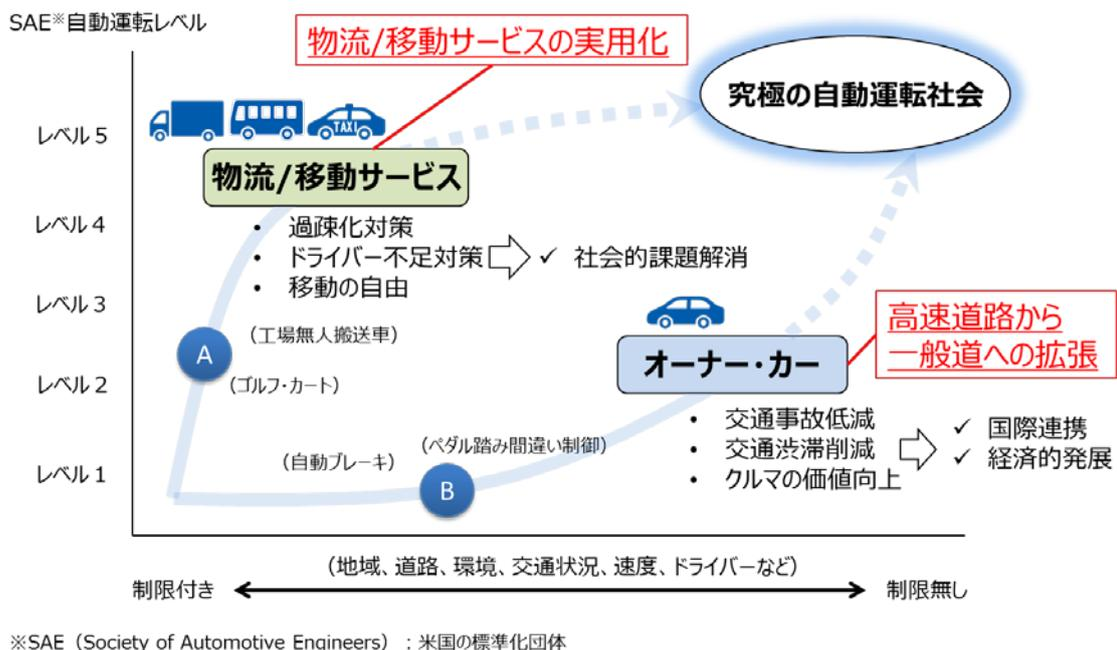 SAE※自動運転レベル
物流/移動サービスの実用化
究極の自動運転社会
レベル5
TAXI
物流/移動サービス
レベル4
• 過疎化対策
• ドライバー不足対策
• 移動の自由
✓ 社会的課題解消
レベル3
高速道路から
一般道への拡張
A
(工場無人搬送車)
オーナー・カー
レベル2
(ゴルフ・カート)
• 交通事故低減
• 交通渋滞削減
• クルマの価値向上
✓ 国際連携
✓ 経済的発展
(ペダル踏み間違い制御)
(自動ブレーキ)
レベル1
B
(地域、道路、環境、交通状況、速度、ドライバーなど)
制限付き
制限無し
※SAE(Society of Automotive Engineers):米国の標準化団体